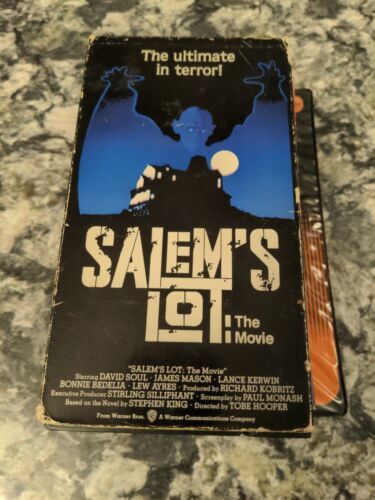 The ultimate
in terror!
SALEM'S
LOT: The
Movie
"SALEM'S LOT: The Movie"
Starring DAVID SOUL · JAMES MASON · LANCE KERWIN
BONNIE BEDELIA · LEW AYRES · Produced by RICHARD KOBRITZ
Executive Producer STIRLING SILLIPHANT · Screenplay by PAUL MONASH
Based on the Novel by STEPHEN KING · Directed by TOBE HOOPER
From Warner Bros. A Warner Communications Company